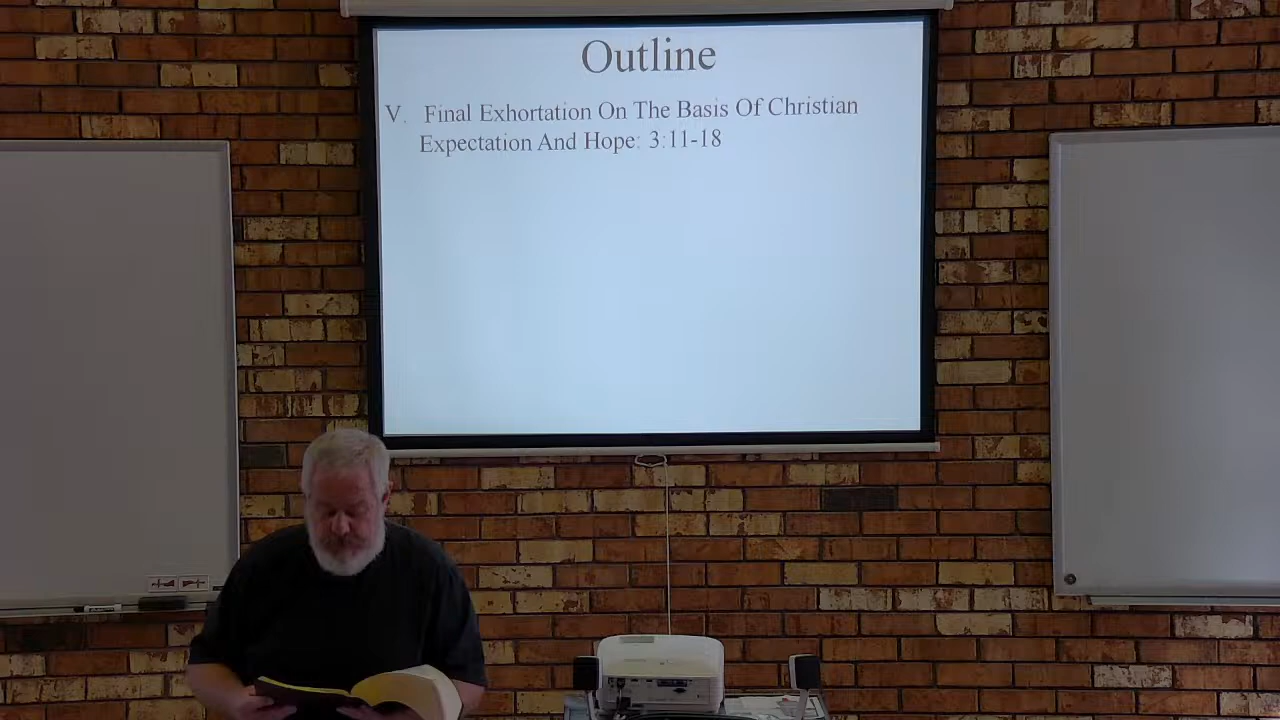 Outline
V. Final Exhortation On The Basis Of Christian
Expectation And Hope: 3:11-18